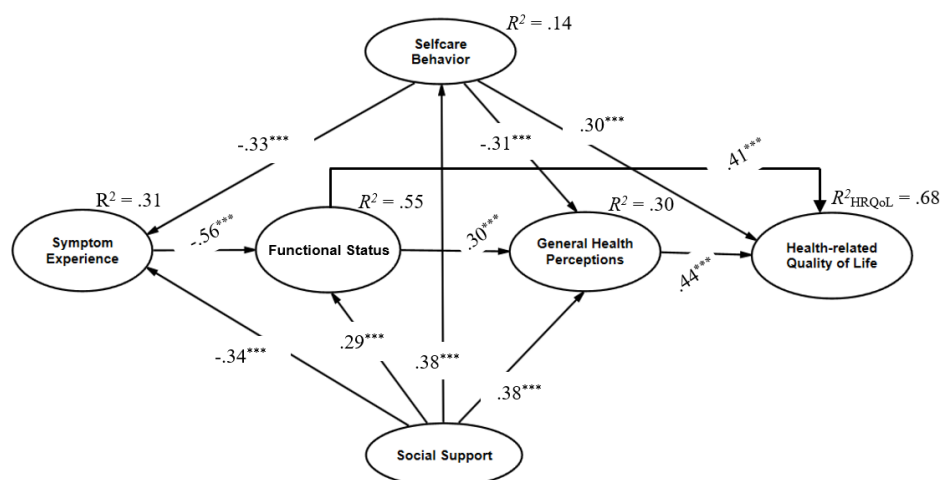 R² = .14
Selfcare
Behavior
-.33***
-.31***
.30***
.41***
R² = .31
R² = .55
R² = .30
R²HRQoL = .68
Symptom
Experience
-.56***
Functional Status
.30***
General Health
Perceptions
.44***
Health-related
Quality of Life
-.34***
.29***
.38***
.38***
Social Support